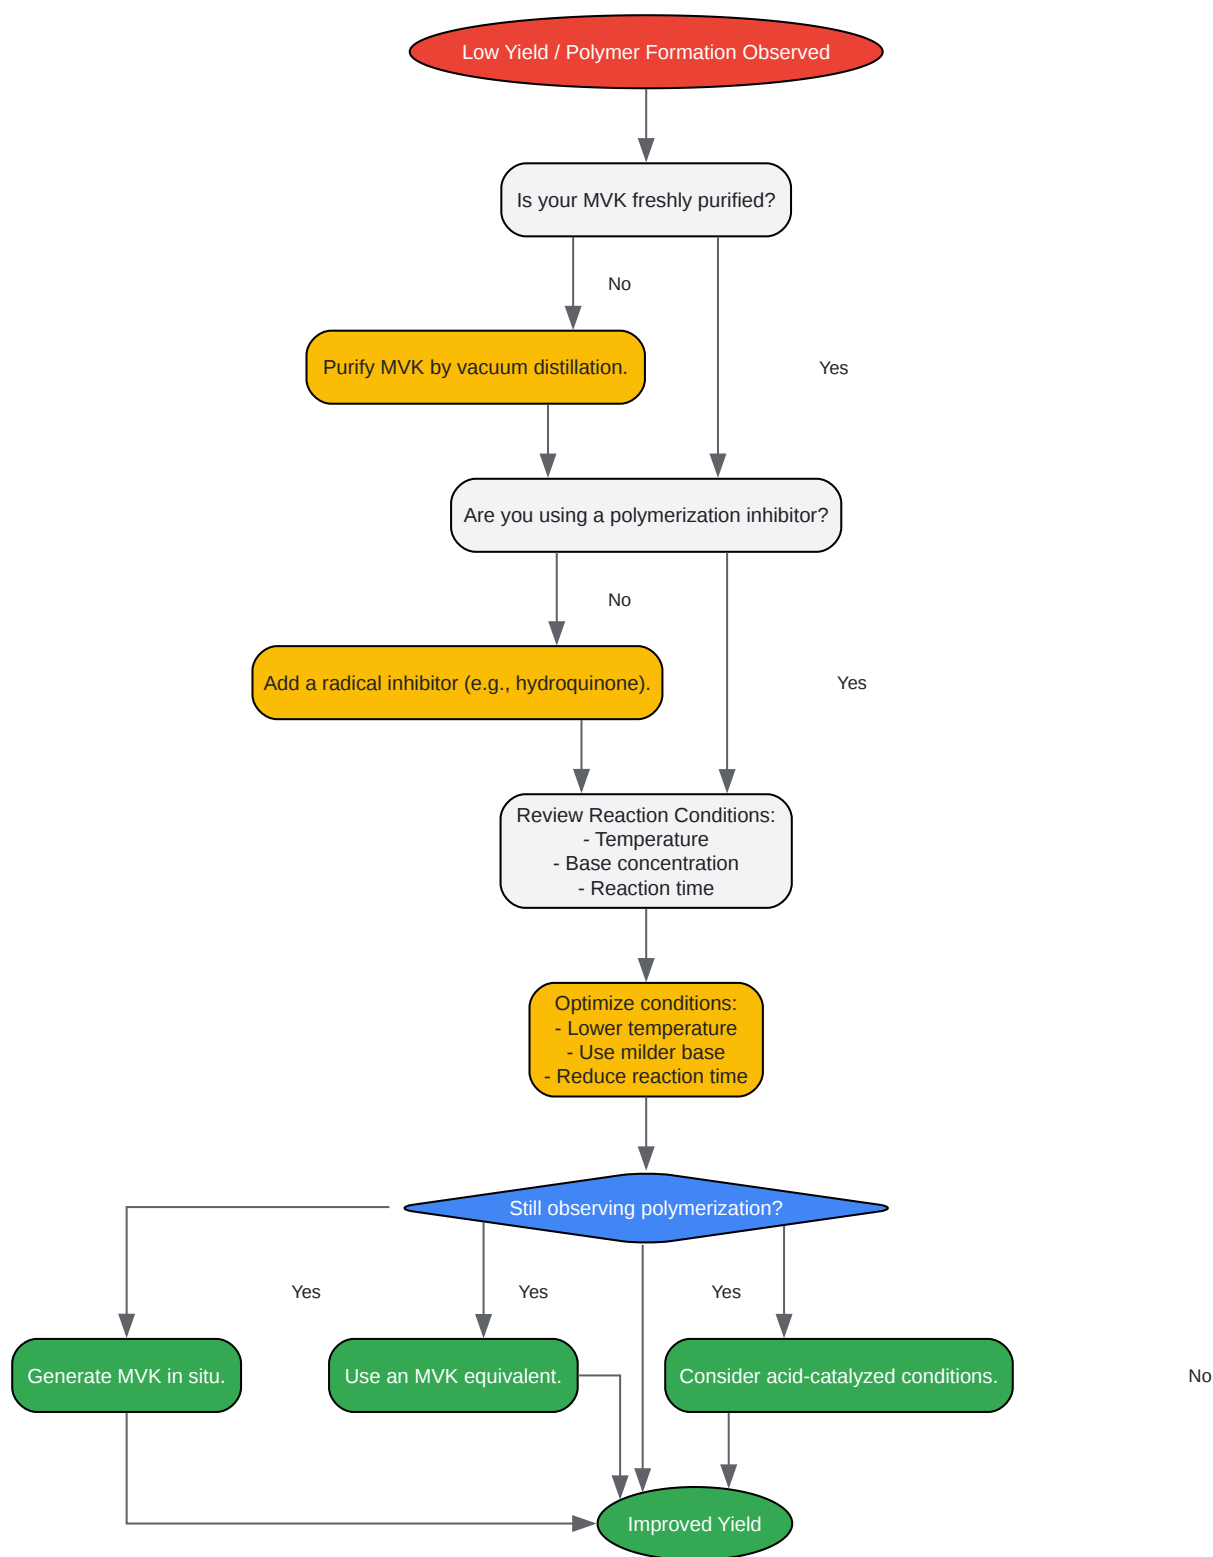 Low Yield / Polymer Formation Observed
Is your MVK freshly purified?
No
Purify MVK by vacuum distillation.
Yes
Are you using a polymerization inhibitor?
No
Add a radical inhibitor (e.g., hydroquinone).
Yes
Review Reaction Conditions:
- Temperature
- Base concentration
- Reaction time
Optimize conditions:
- Lower temperature
- Use milder base
- Reduce reaction time
Still observing polymerization?
Yes
Yes
Yes
Generate MVK in situ.
Use an MVK equivalent.
Consider acid-catalyzed conditions.
No
Improved Yield